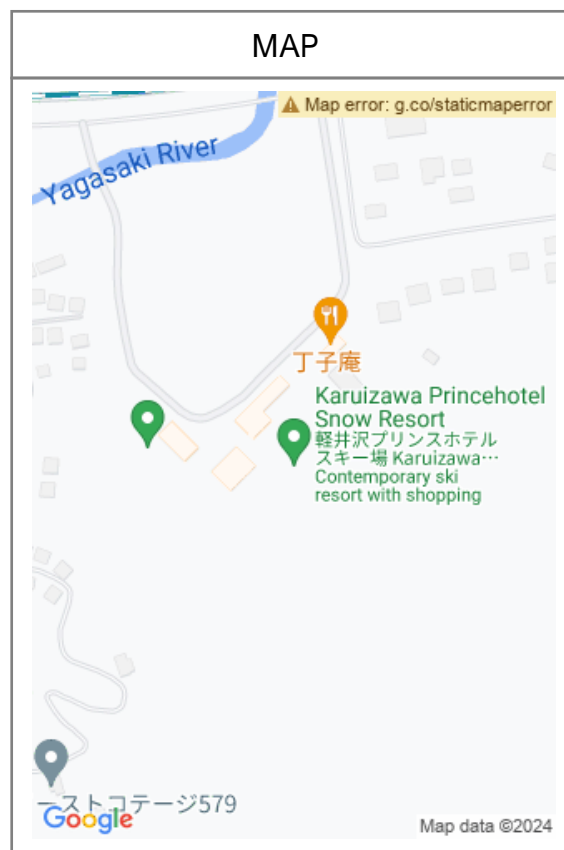 MAP
Map error: g.co/staticmaperror
Yagasaki River
丁子庵
Karuizawa Princehotel
Snow Resort
軽井沢プリンスホテル
スキー場 Karuizawa…
Contemporary ski
resort with shopping
ーストコテージ579
Google
Map data ©2024